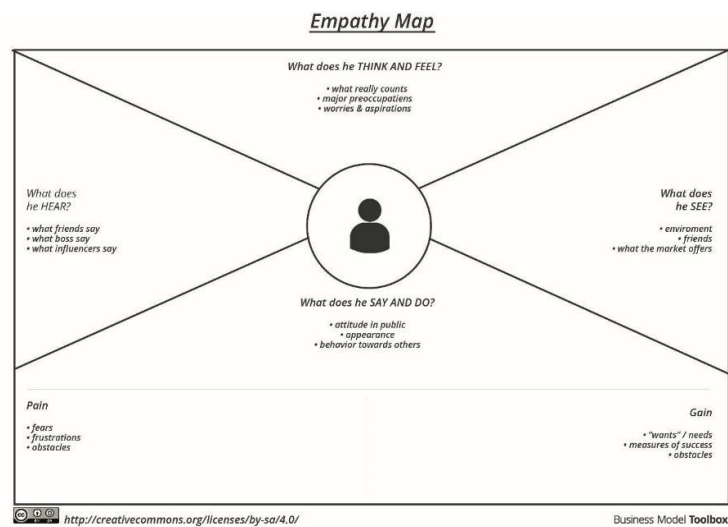 Empathy Map
What does he THINK AND FEEL?
• what really counts
• major preoccupatiens
• worries & aspirations
What does
he HEAR?
• what friends say
• what boss say
• what influencers say
What does
he SEE?
• enviroment
• friends
• what the market offers
What does he SAY AND DO?
• attitude in public
• appearance
• behavior towards others
Pain
• fears
• frustrations
• obstacles
Gain
• "wants" / needs
• measures of success
• obstacles
http://creativecommons.org/licenses/by-sa/4.0/
Business Model Toolbox